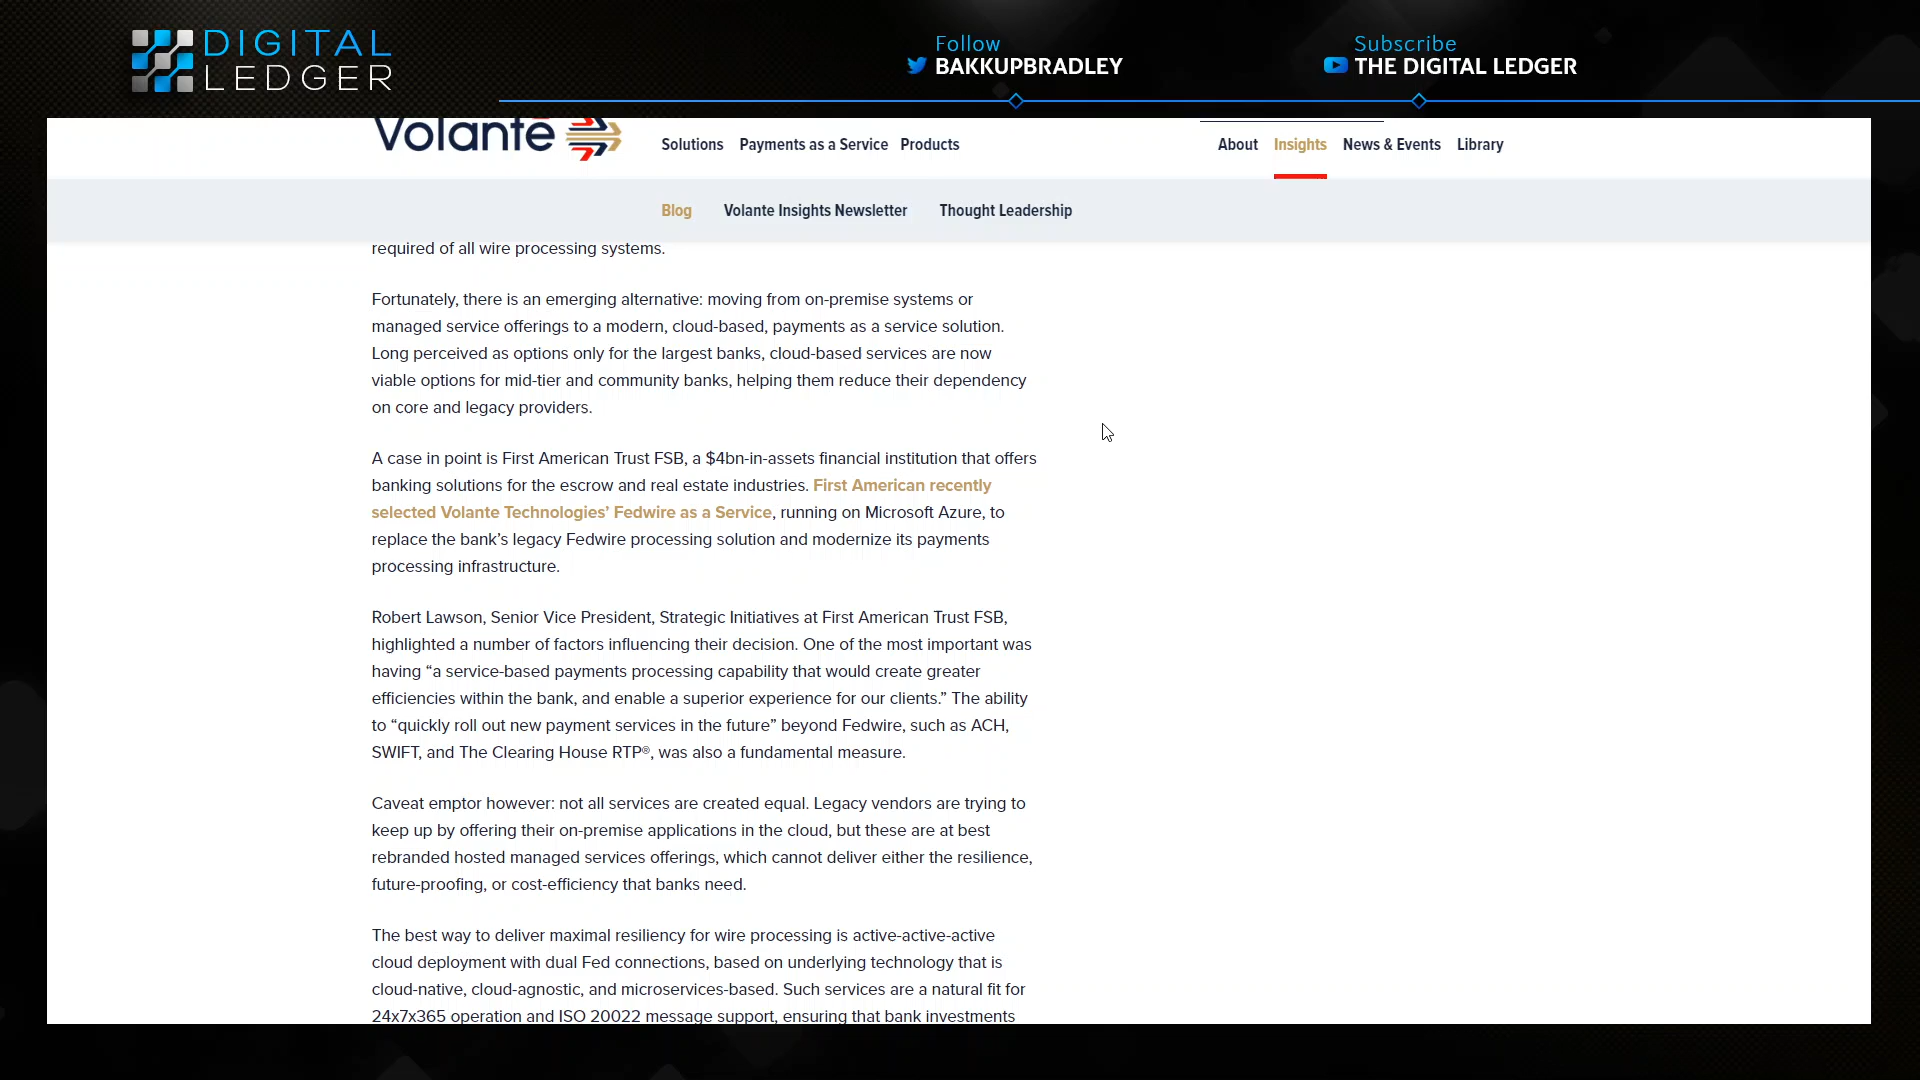 DIGITAL
LEDGER
Follow
BAKKUPBRADLEY
Subscribe
THE DIGITAL LEDGER
Volante
Solutions Payments as a Service Products About Insights News & Events Library
Blog Volante Insights Newsletter Thought Leadership
required of all wire processing systems.
Fortunately, there is an emerging alternative: moving from on-premise systems or
managed service offerings to a modern, cloud-based, payments as a service solution.
Long perceived as options only for the largest banks, cloud-based services are now
viable options for mid-tier and community banks, helping them reduce their dependency
on core and legacy providers.
A case in point is First American Trust FSB, a $4bn-in-assets financial institution that offers
banking solutions for the escrow and real estate industries. First American recently
selected Volante Technologies’ Fedwire as a Service, running on Microsoft Azure, to
replace the bank’s legacy Fedwire processing solution and modernize its payments
processing infrastructure.
Robert Lawson, Senior Vice President, Strategic Initiatives at First American Trust FSB,
highlighted a number of factors influencing their decision. One of the most important was
having “a service-based payments processing capability that would create greater
efficiencies within the bank, and enable a superior experience for our clients.” The ability
to “quickly roll out new payment services in the future” beyond Fedwire, such as ACH,
SWIFT, and The Clearing House RTP®, was also a fundamental measure.
Caveat emptor however: not all services are created equal. Legacy vendors are trying to
keep up by offering their on-premise applications in the cloud, but these are at best
rebranded hosted managed services offerings, which cannot deliver either the resilience,
future-proofing, or cost-efficiency that banks need.
The best way to deliver maximal resiliency for wire processing is active-active-active
cloud deployment with dual Fed connections, based on underlying technology that is
cloud-native, cloud-agnostic, and microservices-based. Such services are a natural fit for
24x7x365 operation and ISO 20022 message support, ensuring that bank investments